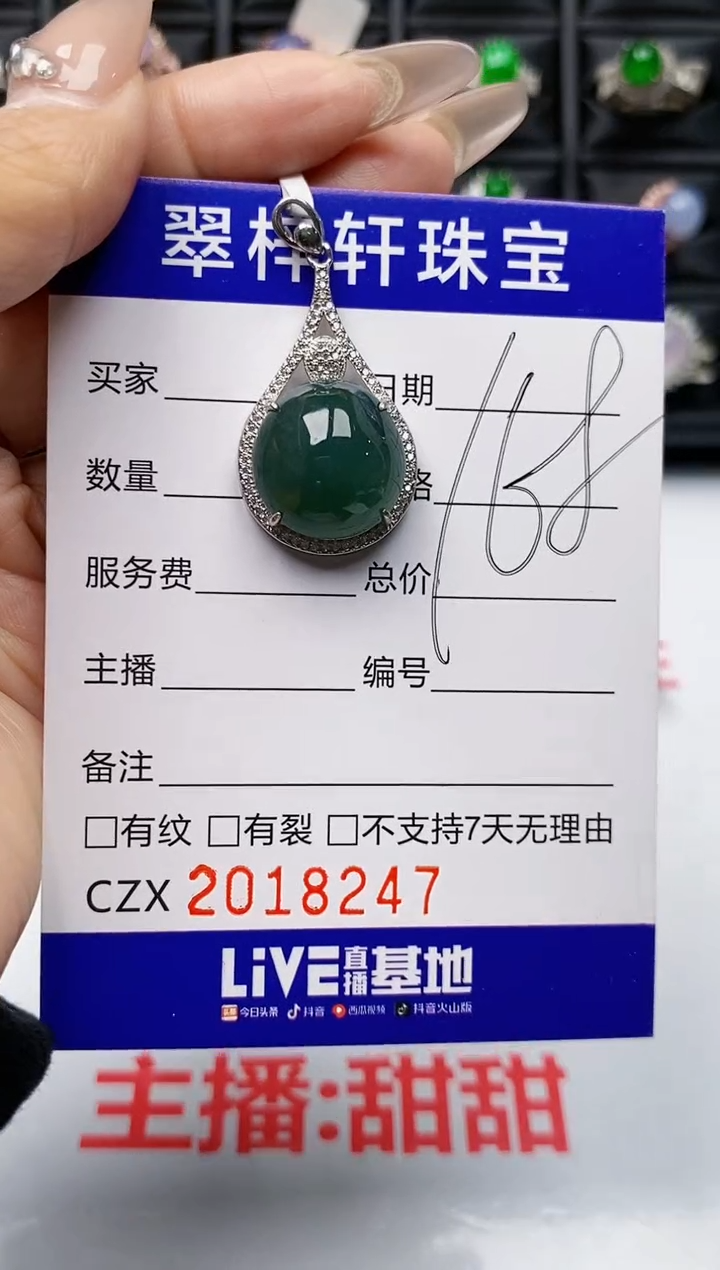 翠梓轩珠宝
买家 日期
数量 格
168
服务费 总价
主播 编号
备注
□有纹 □有裂 □不支持7天无理由
CZX 2018247
LiVE直播基地
今日头条 抖音 西瓜视频 抖音火山版
主播:甜甜